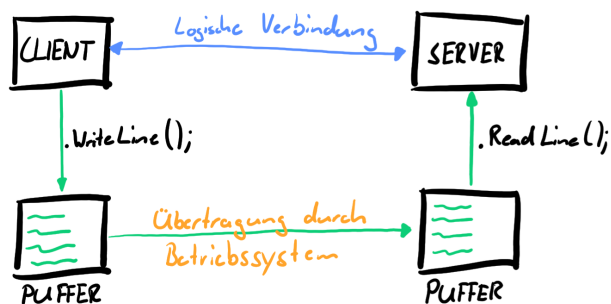 CLIENT
Logische Verbindung
SERVER
.WriteLine();
.ReadLine();
Übertragung durch
Betriebssystem
PUFFER
PUFFER